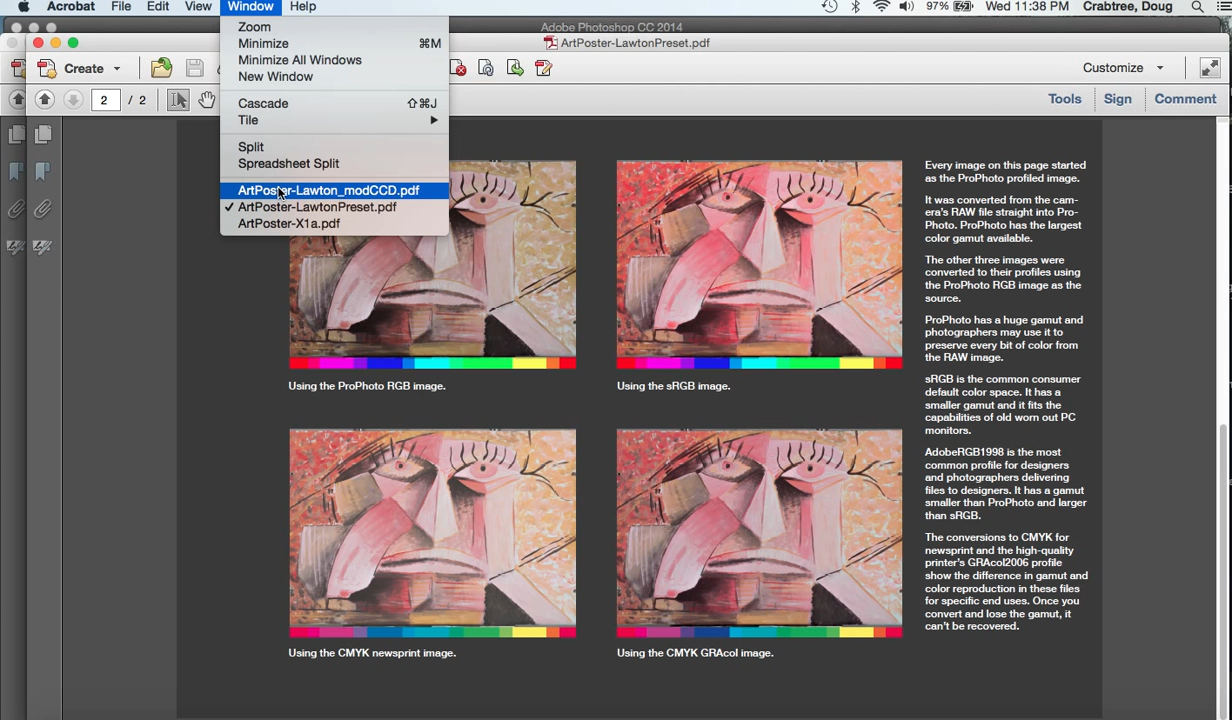 Acrobat File Edit View Window Help
97% Wed 11:38 PM Crabtree, Doug
Adobe Photoshop CC 2014
ArtPoster-LawtonPreset.pdf
Create
Customize
2 / 2
Tools Sign Comment
Zoom
Minimize ⌘M
Minimize All Windows
New Window
Cascade ⇧⌘J
Tile ▶
Split
Spreadsheet Split
ArtPoster-Lawton_modCCD.pdf
✓ ArtPoster-LawtonPreset.pdf
ArtPoster-X1a.pdf
Using the ProPhoto RGB image.
Using the sRGB image.
Using the CMYK newsprint image.
Using the CMYK GRAcol image.
Every image on this page started
as the ProPhoto profiled image.
It was converted from the cam-
era's RAW file straight into Pro-
Photo. ProPhoto has the largest
color gamut available.
The other three images were
converted to their profiles using
the ProPhoto RGB image as the
source.
ProPhoto has a huge gamut and
photographers may use it to
preserve every bit of color from
the RAW image.
sRGB is the common consumer
default color space. It has a
smaller gamut and it fits the
capabilities of old worn out PC
monitors.
AdobeRGB1998 is the most
common profile for designers
and photographers delivering
files to designers. It has a gamut
smaller than ProPhoto and larger
than sRGB.
The conversions to CMYK for
newsprint and the high-quality
printer's GRAcol2006 profile
show the difference in gamut and
color reproduction in these files
for specific end uses. Once you
convert and lose the gamut, it
can't be recovered.